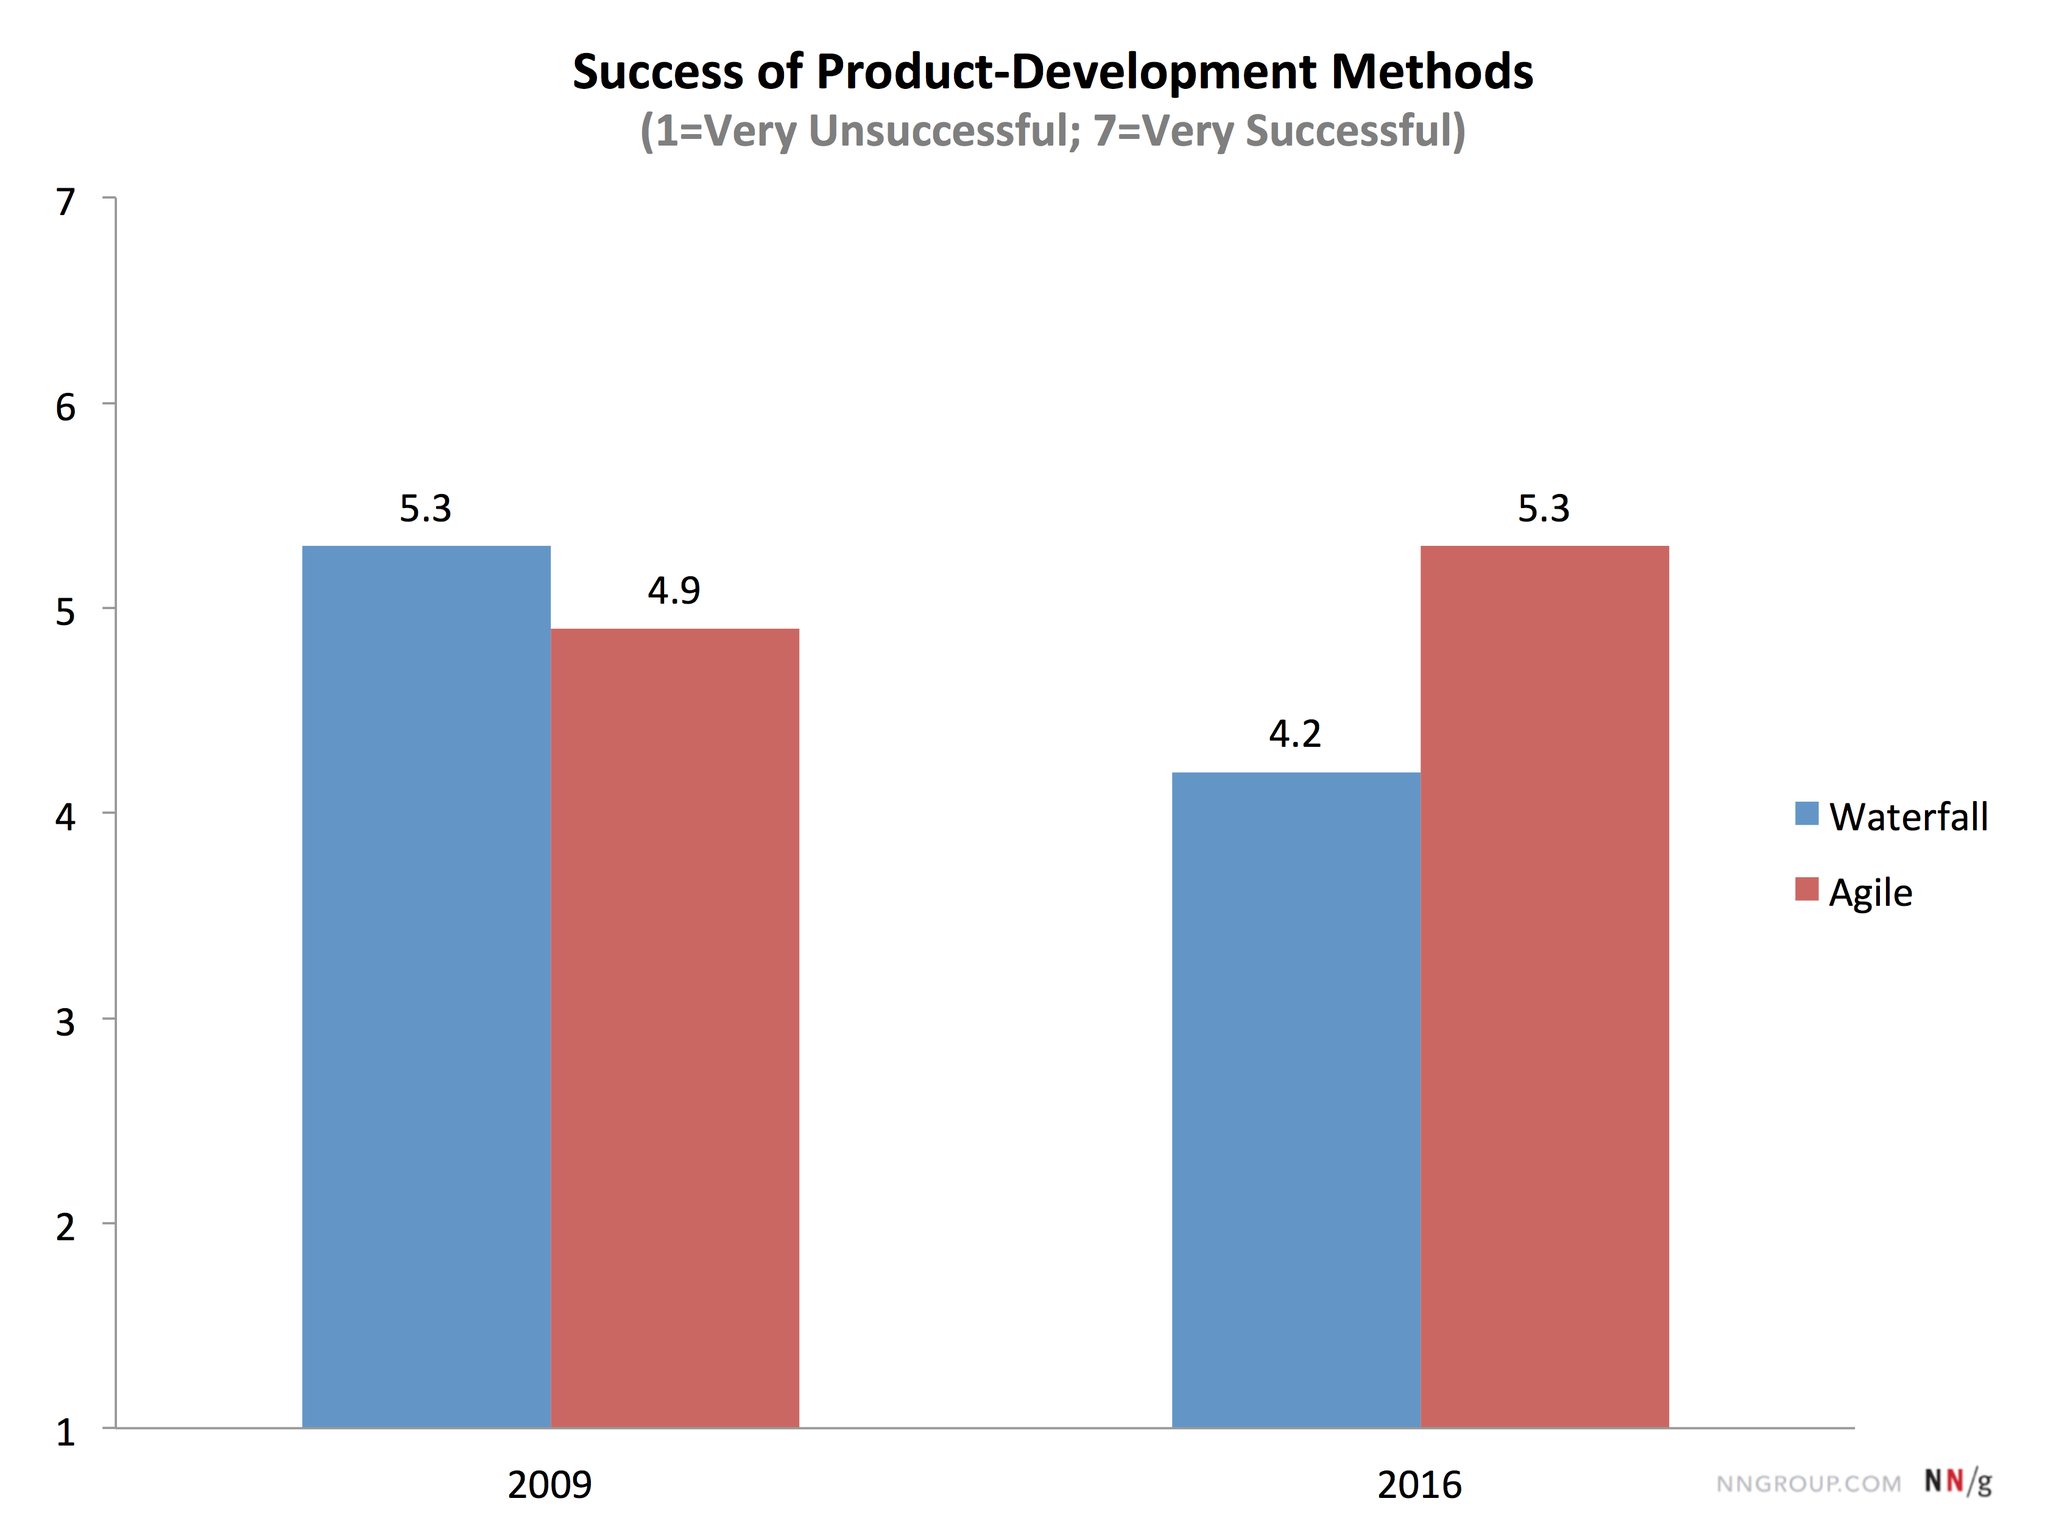 Success of Product-Development Methods
(1=Very Unsuccessful; 7=Very Successful)
7
6
5
4
3
2
1
5.3
4.9
4.2
5.3
2009
2016
Waterfall
Agile
NNGROUP.COM NN/g